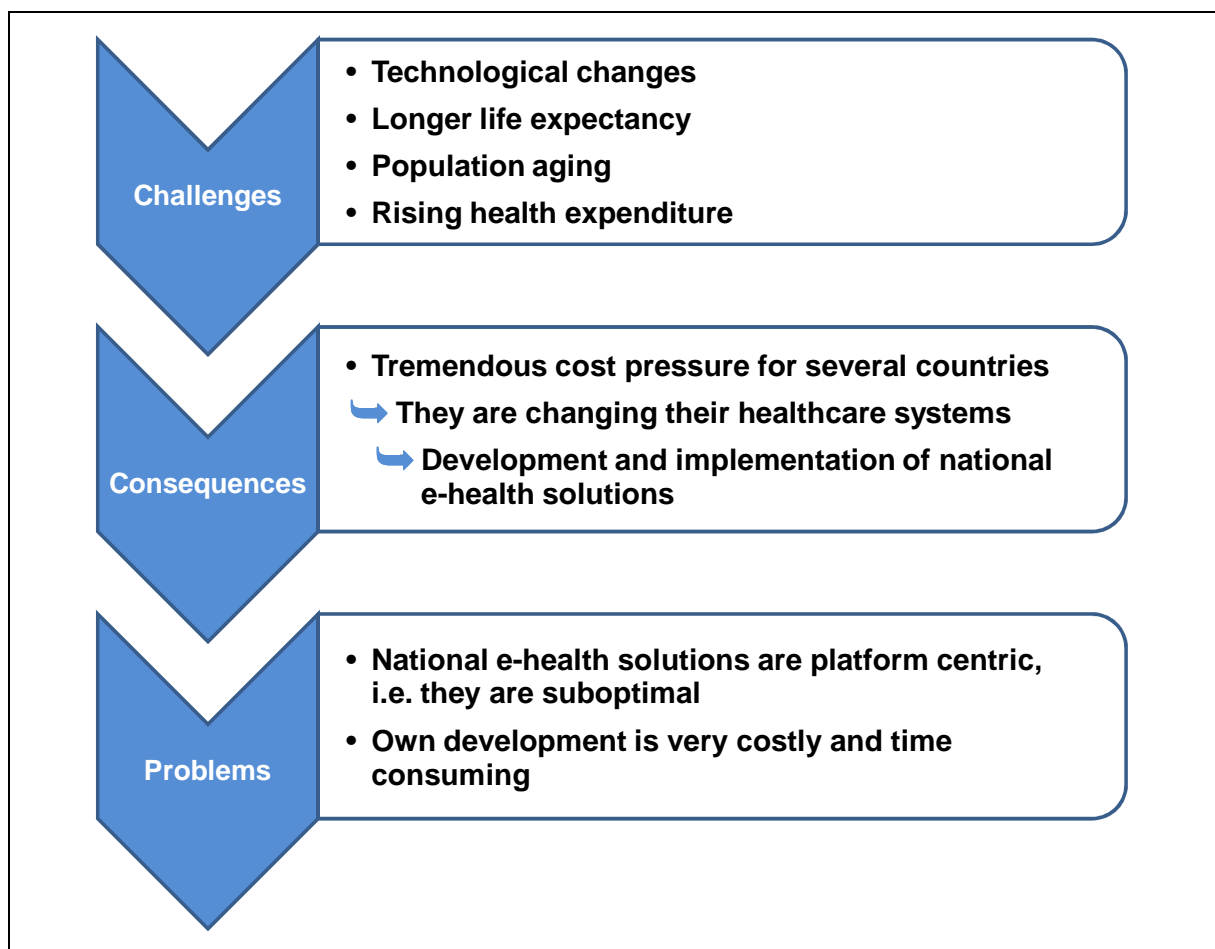 Challenges
• Technological changes
• Longer life expectancy
• Population aging
• Rising health expenditure
Consequences
• Tremendous cost pressure for several countries
They are changing their healthcare systems
Development and implementation of national
e-health solutions
Problems
• National e-health solutions are platform centric,
i.e. they are suboptimal
• Own development is very costly and time
consuming